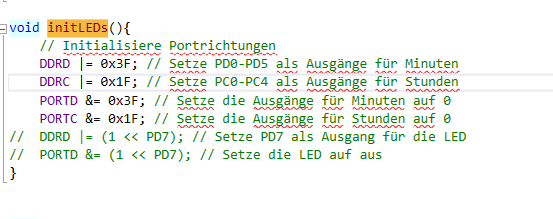 void initLEDs(){
// Initialisiere Portrichtungen
DDRD |= 0x3F; // Setze PD0-PD5 als Ausgänge für Minuten
DDRC |= 0x1F; // Setze PC0-PC4 als Ausgänge für Stunden
PORTD &= 0x3F; // Setze die Ausgänge für Minuten auf 0
PORTC &= 0x1F; // Setze die Ausgänge für Stunden auf 0
// DDRD |= (1 << PD7); // Setze PD7 als Ausgang für die LED
// PORTD &= (1 << PD7); // Setze die LED auf aus
}